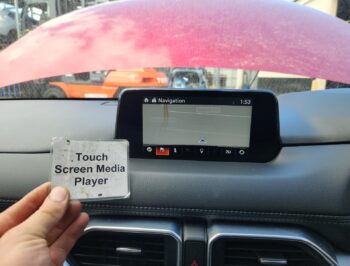 Navigation
1:53
Touch
Screen Media
Player